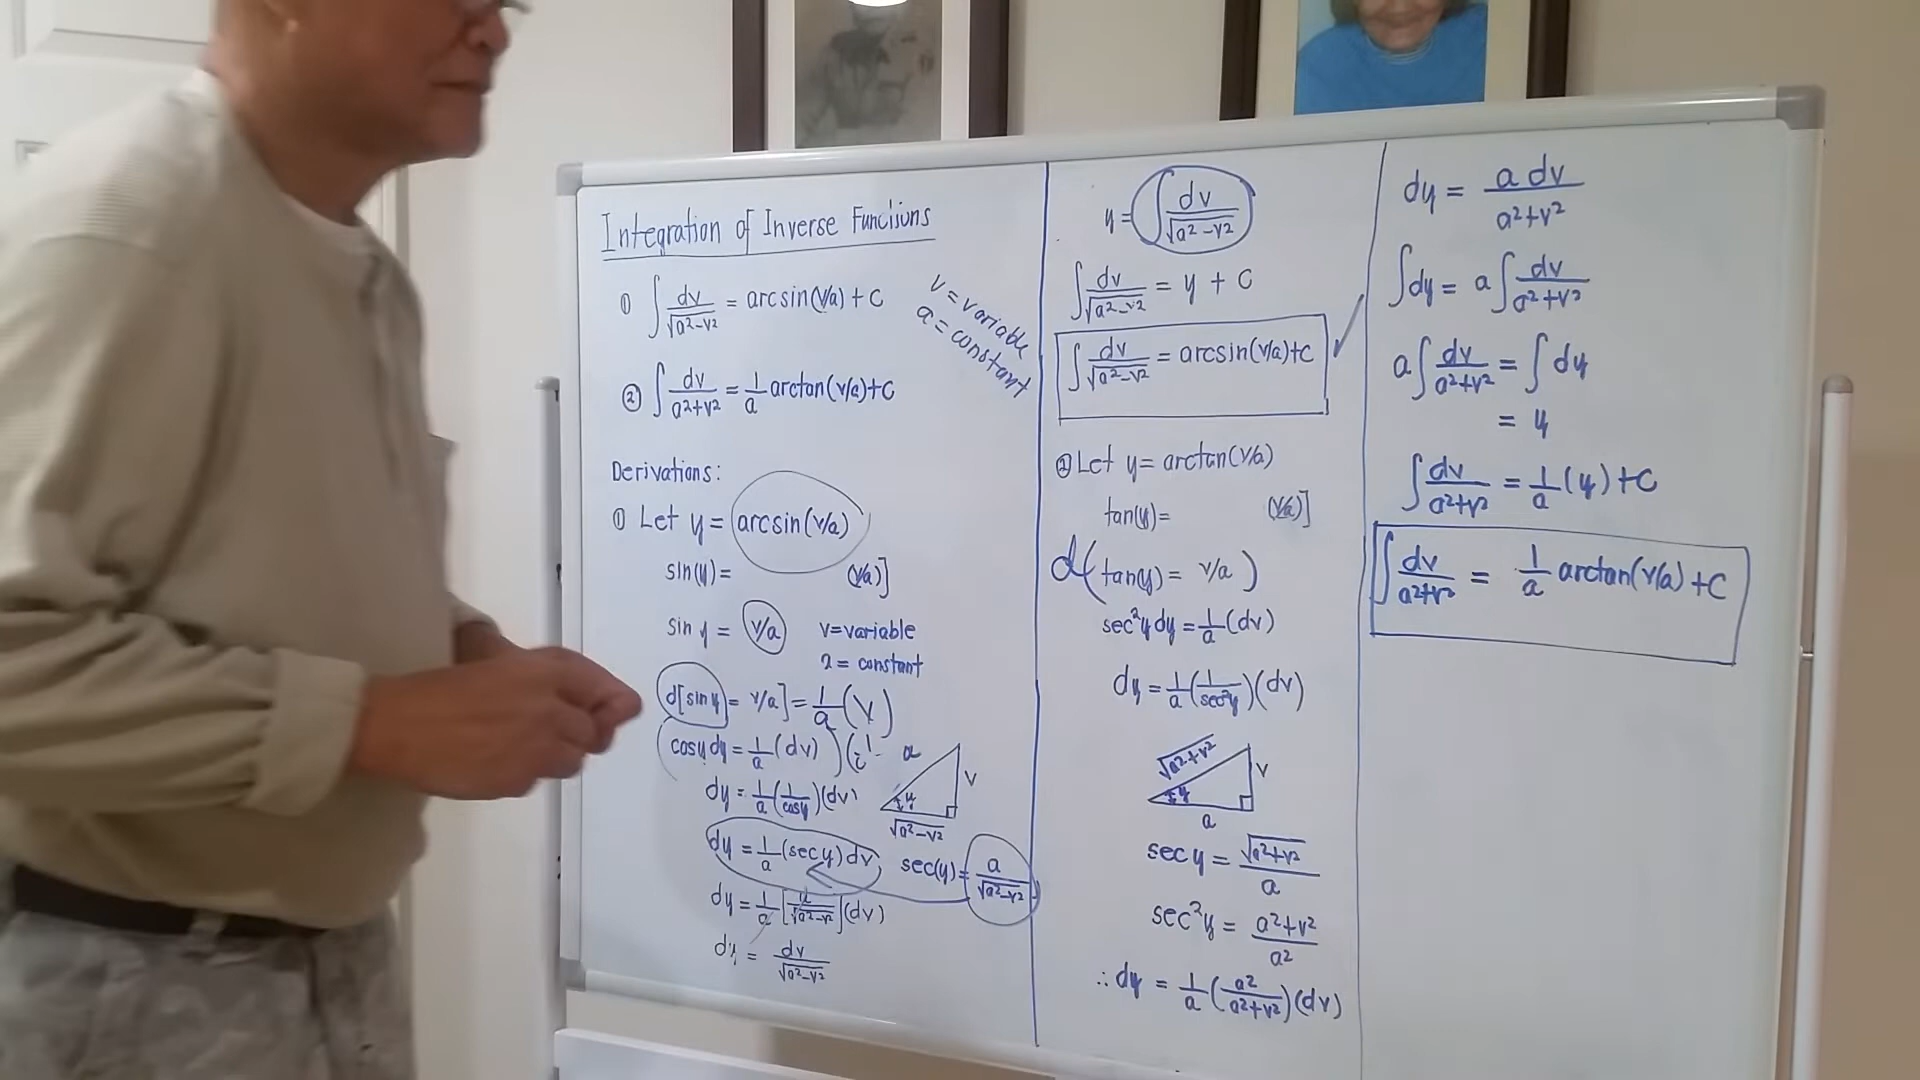 Integration of Inverse Funciions
① ∫ dv/√(a²-v²) = arcsin(v/a) + C
② ∫ dv/(a²+v²) = 1/a arctan(v/a)+C
v = variable
a = constant
Derivations:
① Let y = arcsin(v/a)
sin(y) = (v/a)]
sin y = v/a
v=variable
a = constant
d[sin y = v/a] = 1/a (v)
cosy dy = 1/a (dv)
dy = 1/a (1/cosy)(dv)
a
v
y
√(a²-v²)
dy = 1/a (sec y) dv
sec(y) = a/√(a²-v²)
dy = 1/a [a/√(a²-v²)](dv)
dy = dv/√(a²-v²)
y = ∫ dv/√(a²-v²)
∫ dv/√(a²-v²) = y + C
∫ dv/√(a²-v²) = arcsin(v/a)+C
② Let y = arctan(v/a)
tan(y) = (v/a)]
d(tan(y) = v/a)
sec²y dy = 1/a (dv)
dy = 1/a (1/sec²y)(dv)
√(a²+v²)
v
y
a
sec y = √(a²+v²)/a
sec²y = (a²+v²)/a²
∴ dy = 1/a (a²/(a²+v²))(dv)
dy = a dv/(a²+v²)
∫dy = a∫ dv/(a²+v²)
a∫ dv/(a²+v²) = ∫ dy
= y
∫ dv/(a²+v²) = 1/a (y)+C
∫ dv/(a²+v²) = 1/a arctan(v/a) + C